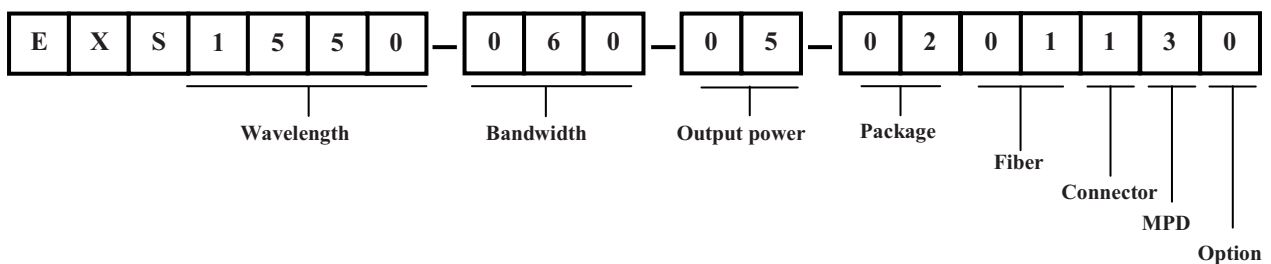 E X S 1 5 5 0 – 0 6 0 – 0 5 – 0 2 0 1 1 3 0
Wavelength Bandwidth Output power Package
Fiber
Connector
MPD
Option